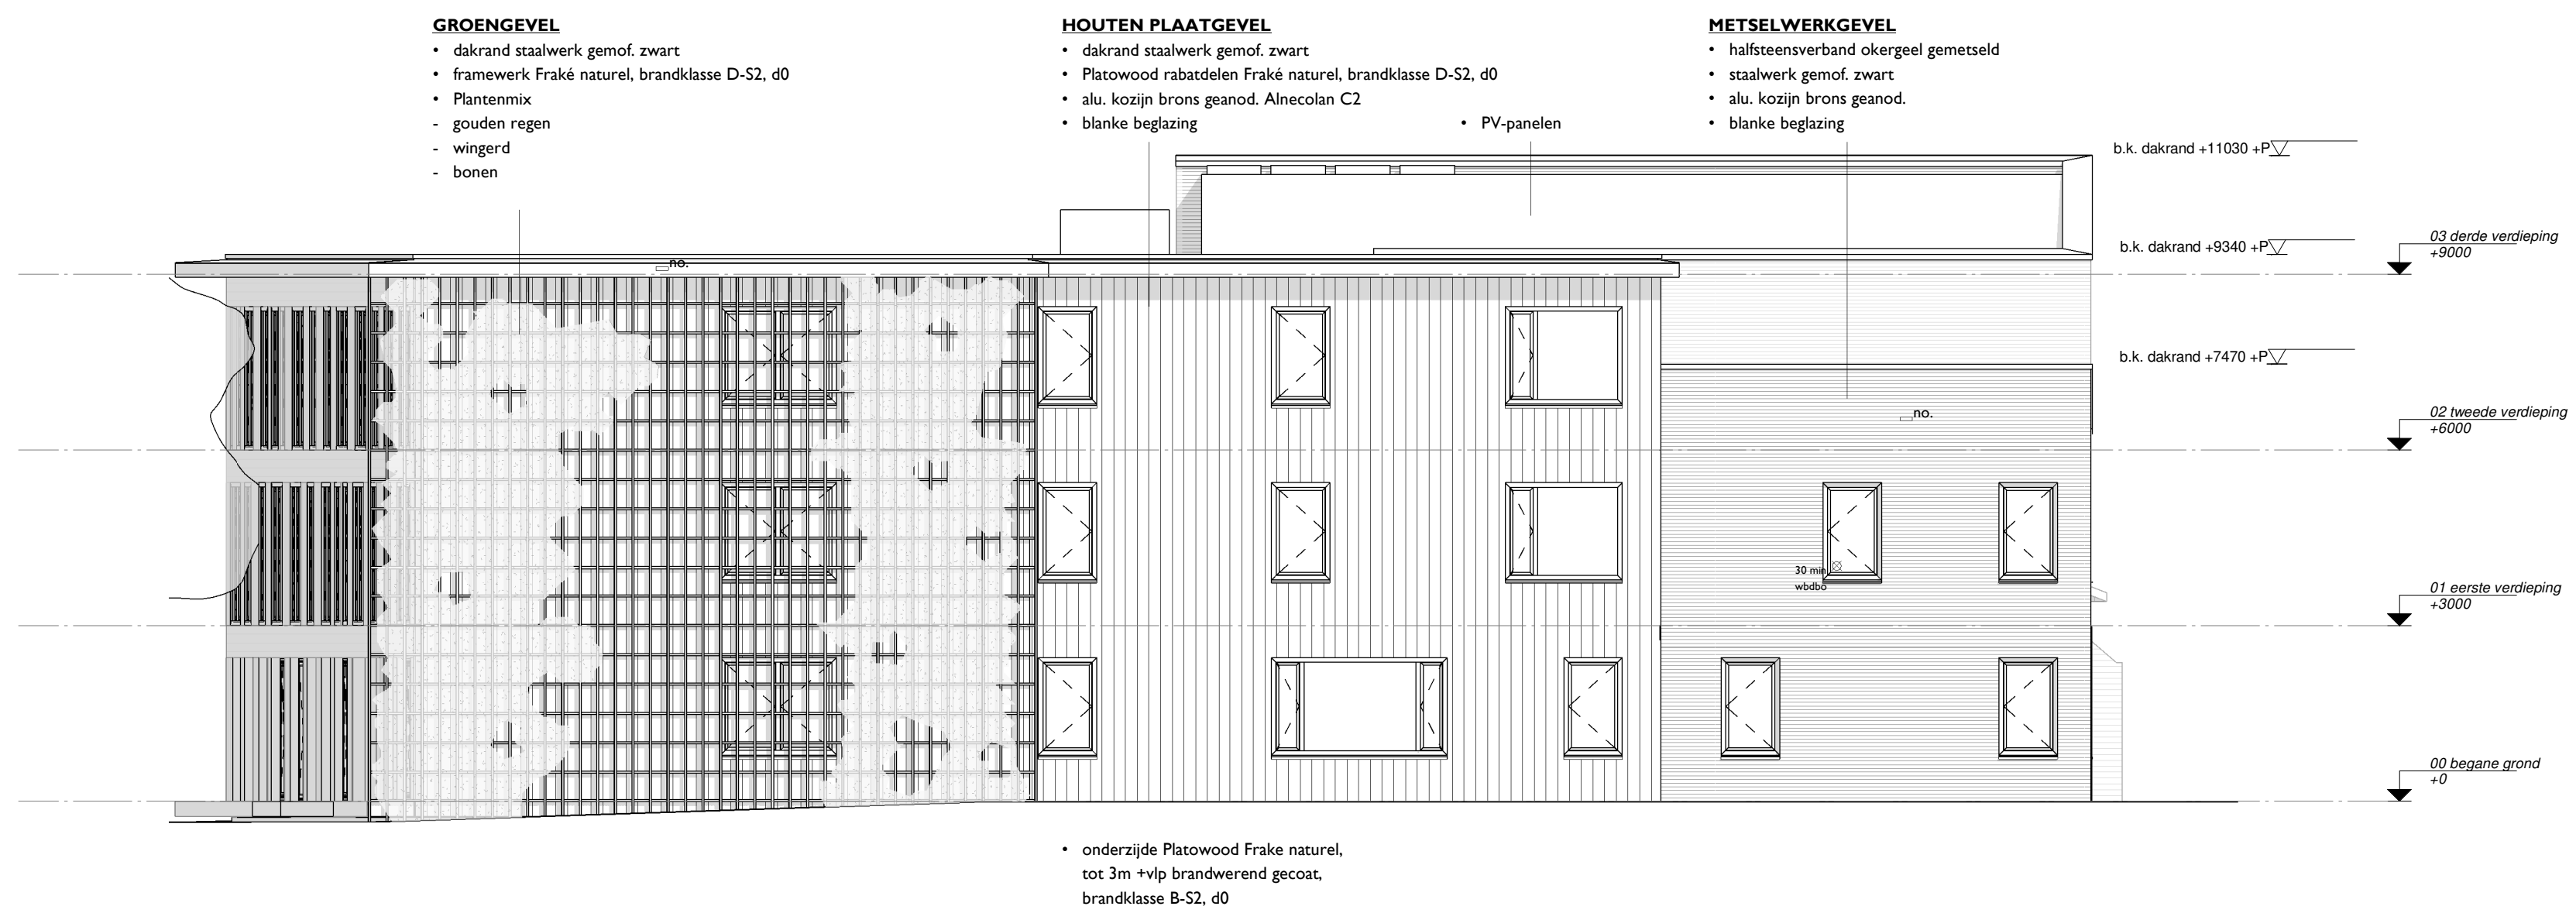 GROENGEVEL
• dakrand staalwerk gemof. zwart
• framewerk Fraké naturel, brandklasse D-S2, d0
• Plantenmix
- gouden regen
- wingerd
- bonen
HOUTEN PLAATGEVEL
• dakrand staalwerk gemof. zwart
• Platowood rabatdelen Fraké naturel, brandklasse D-S2, d0
• alu. kozijn brons geanod. Alnecolan C2
• blanke beglazing
• PV-panelen
METSELWERKGEVEL
• halfsteensverband okergeel gemetseld
• staalwerk gemof. zwart
• alu. kozijn brons geanod.
• blanke beglazing
b.k. dakrand +11030 +P
b.k. dakrand +9340 +P
03 derde verdieping
+9000
no.
b.k. dakrand +7470 +P
no.
02 tweede verdieping
+6000
30 min
wbdbo
01 eerste verdieping
+3000
00 begane grond
+0
• onderzijde Platowood Frake naturel,
tot 3m +vlp brandwerend gecoat,
brandklasse B-S2, d0